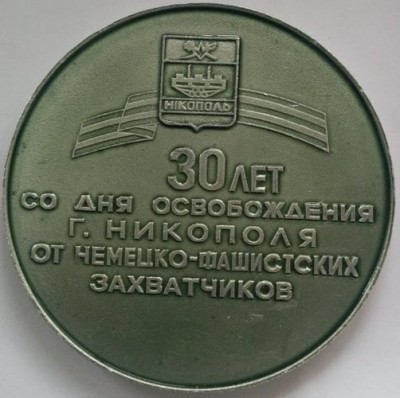 НІКОПОЛЬ
30 ЛЕТ
СО ДНЯ ОСВОБОЖДЕНИЯ
Г. НИКОПОЛЯ
ОТ ЧЕМЕЦКО-ФАШИСТСКИХ
ЗАХВАТЧИКОВ